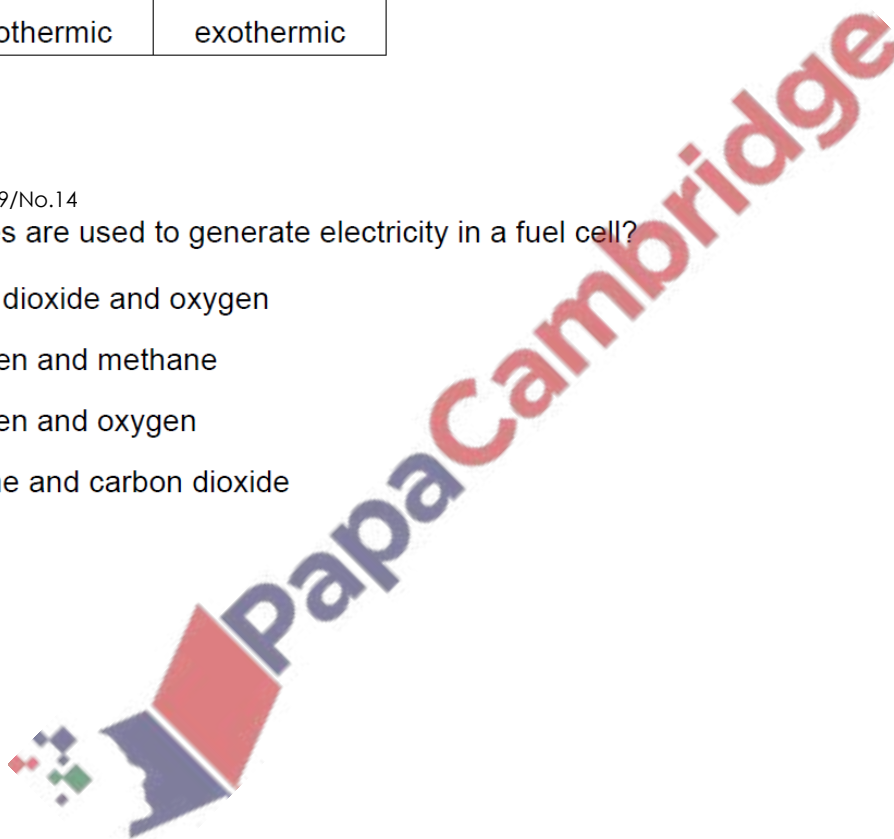 othermic exothermic
9/No.14
s are used to generate electricity in a fuel cell?
dioxide and oxygen
en and methane
en and oxygen
e and carbon dioxide
PapaCambridge